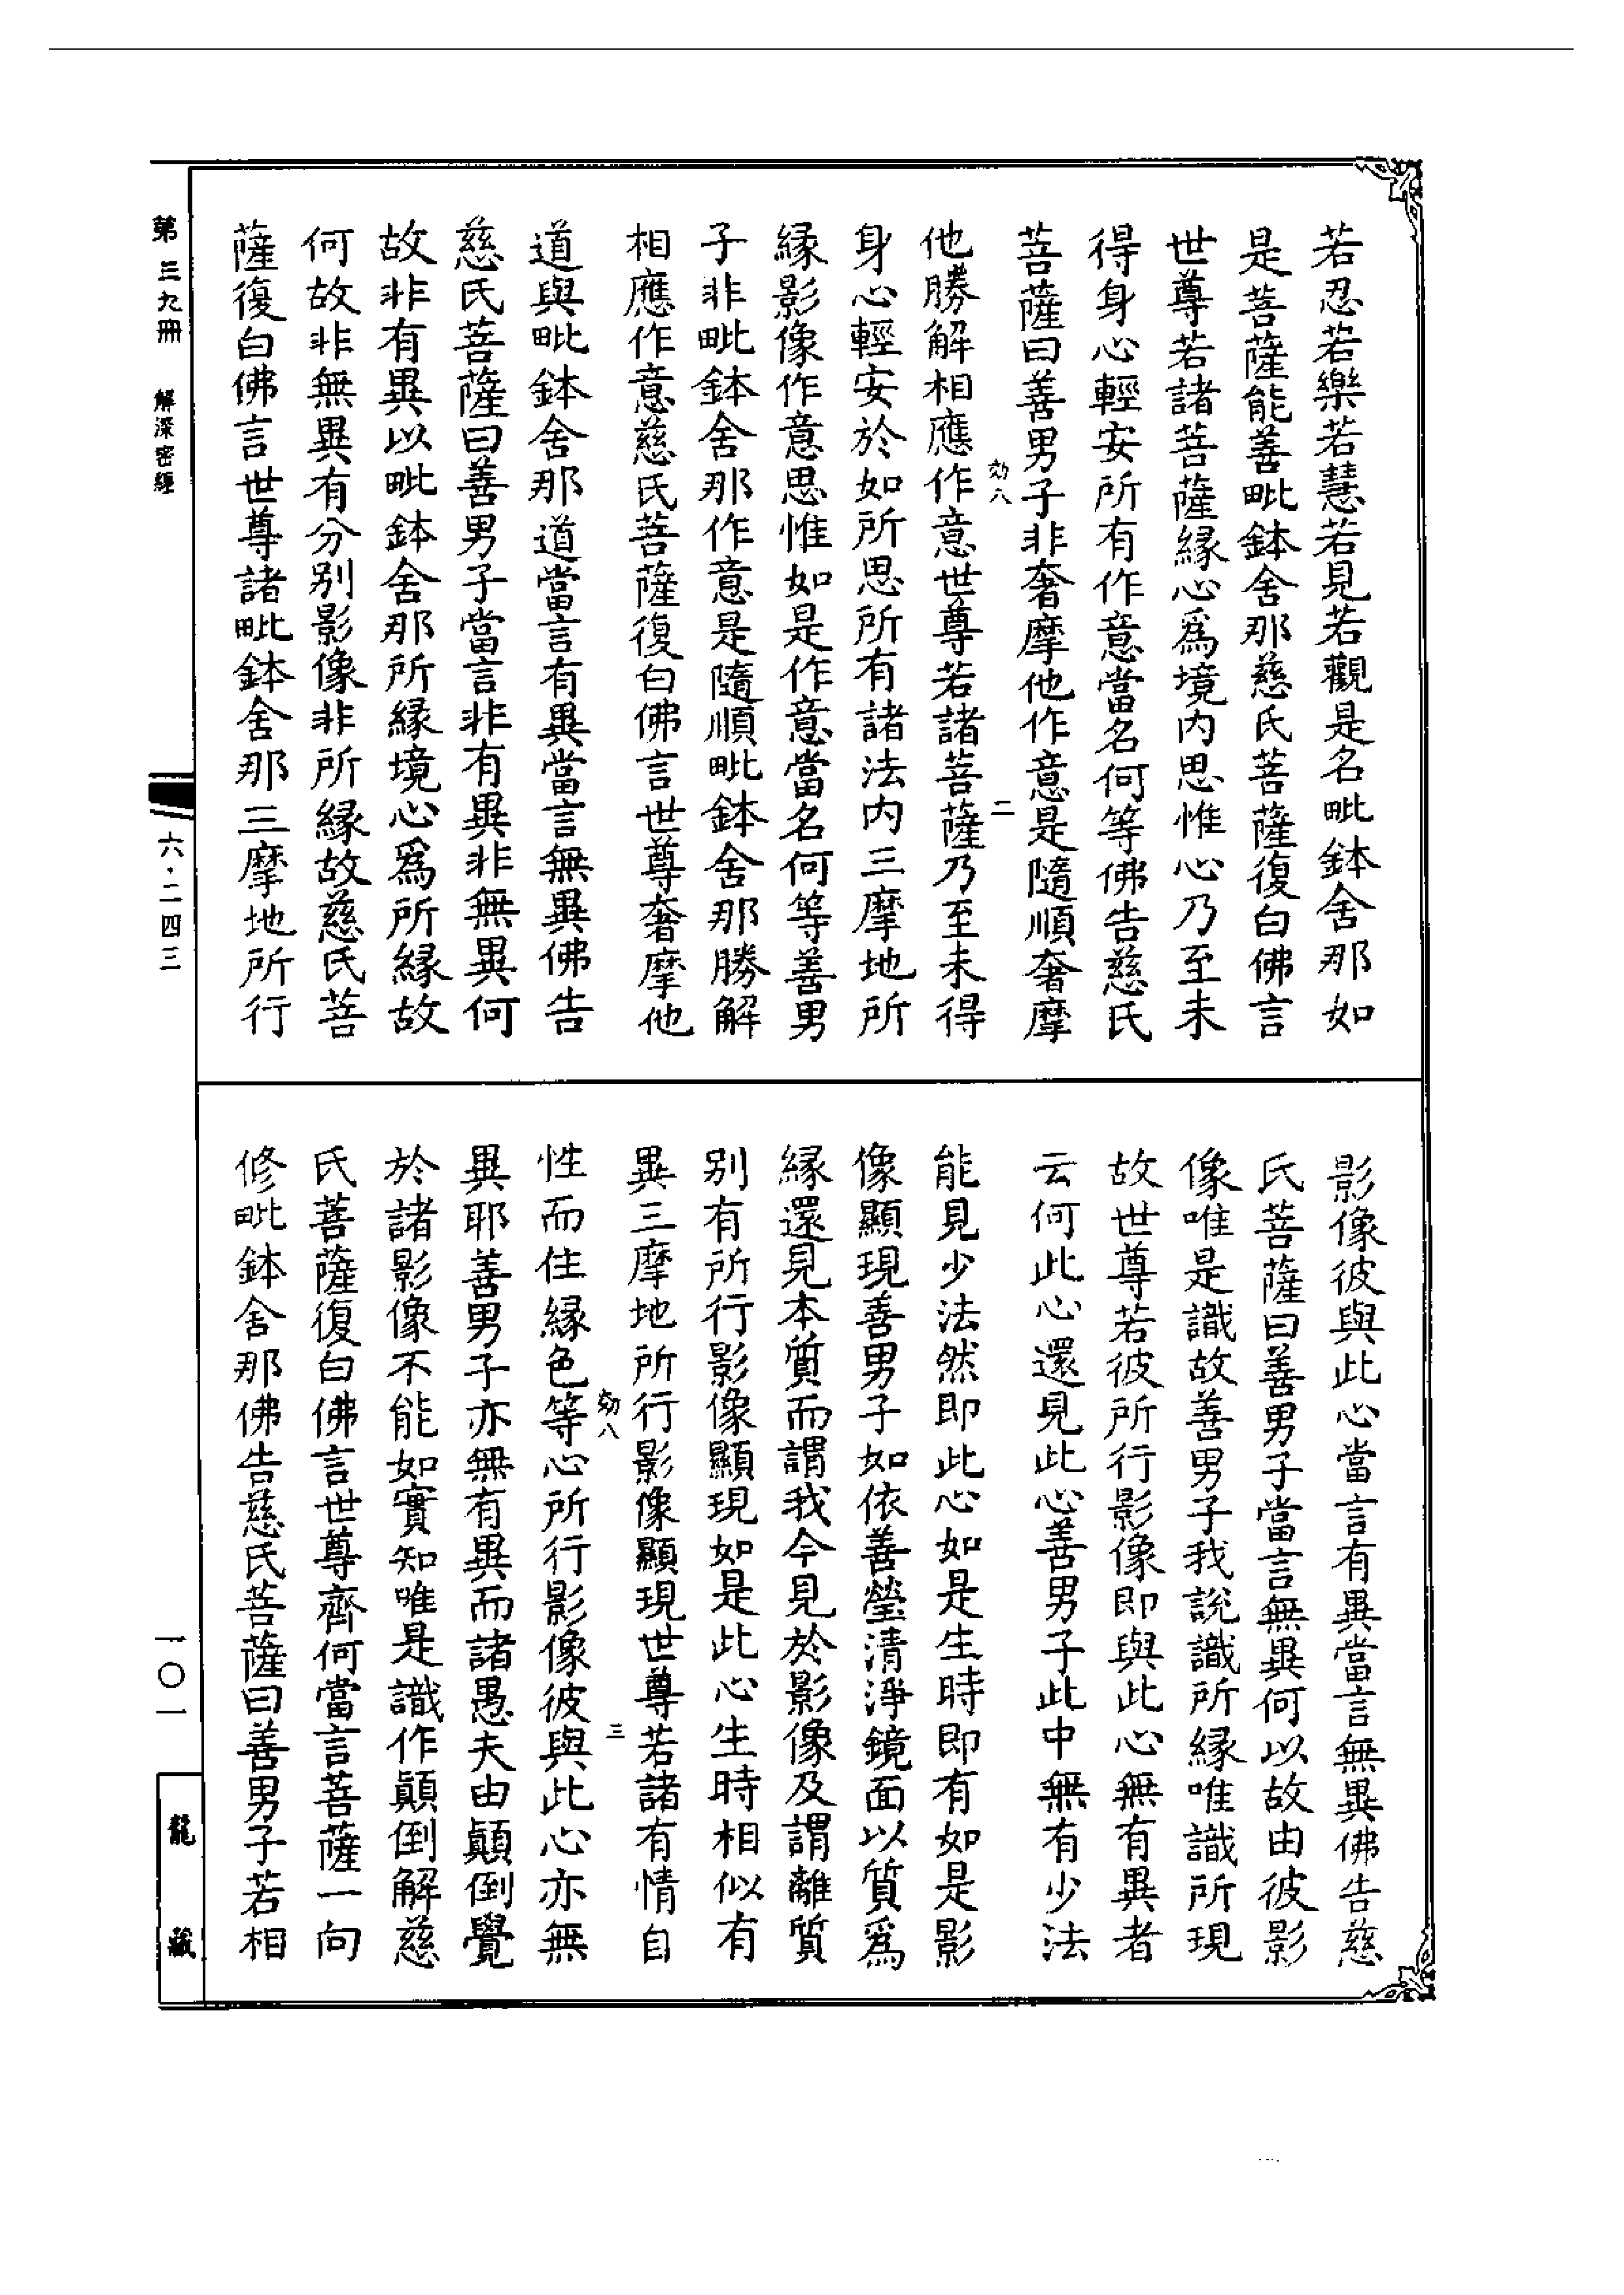 若忍若樂若慧若見若觀是名毗鉢舍那如
是菩薩能善毗鉢舍那慈氏菩薩復白佛言
世尊若諸菩薩緣心爲境内思惟心乃至未
得身心輕安所有作意當名何等佛告慈氏
菩薩曰善男子非奢摩他作意是隨順奢摩
効八 二
他勝解相應作意世尊若諸菩薩乃至未得
身心輕安於如所思所有諸法内三摩地所
緣影像作意思惟如是作意當名何等善男
子非毗鉢舍那作意是隨順毗鉢舍那勝解
相應作意慈氏菩薩復白佛言世尊奢摩他
道與毗鉢舍那道當言有異當言無異佛告
慈氏菩薩曰善男子當言非有異非無異何
故非有異以毗鉢舍那所緣境心爲所緣故
何故非無異有分别影像非所緣故慈氏菩
薩復白佛言世尊諸毗鉢舍那三摩地所行
影像彼與此心當言有異當言無異佛告慈
氏菩薩曰善男子當言無異何以故由彼影
像唯是識故善男子我說識所緣唯識所現
故世尊若彼所行影像即與此心無有異者
云何此心還見此心善男子此中無有少法
能見少法然即此心如是生時即有如是影
像顯現善男子如依善瑩清淨鏡面以質爲
緣還見本質而謂我今見於影像及謂離質
别有所行影像顯現如是此心生時相似有
異三摩地所行影像顯現世尊若諸有情自
効八 三
性而住緣色等心所行影像彼與此心亦無
異耶善男子亦無有異而諸愚夫由顛倒覺
於諸影像不能如實知唯是識作顛倒解慈
氏菩薩復白佛言世尊齊何當言菩薩一向
修毗鉢舍那佛告慈氏菩薩曰善男子若相
第三九冊 解深密經 六·二四三 一〇一 龍藏